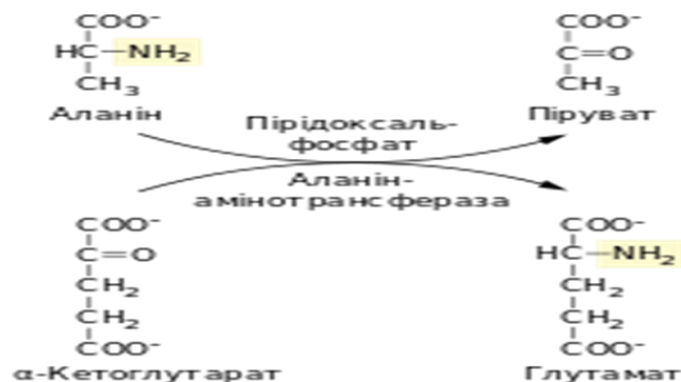 COO⁻
HC—NH₂
CH₃
Аланін
COO⁻
C=O
CH₃
Піруват
Пірідоксаль-
фосфат
Аланін-
амінотрансфераза
COO⁻
C=O
CH₂
CH₂
COO⁻
α-Кетоглутарат
COO⁻
HC—NH₂
CH₂
CH₂
COO⁻
Глутамат